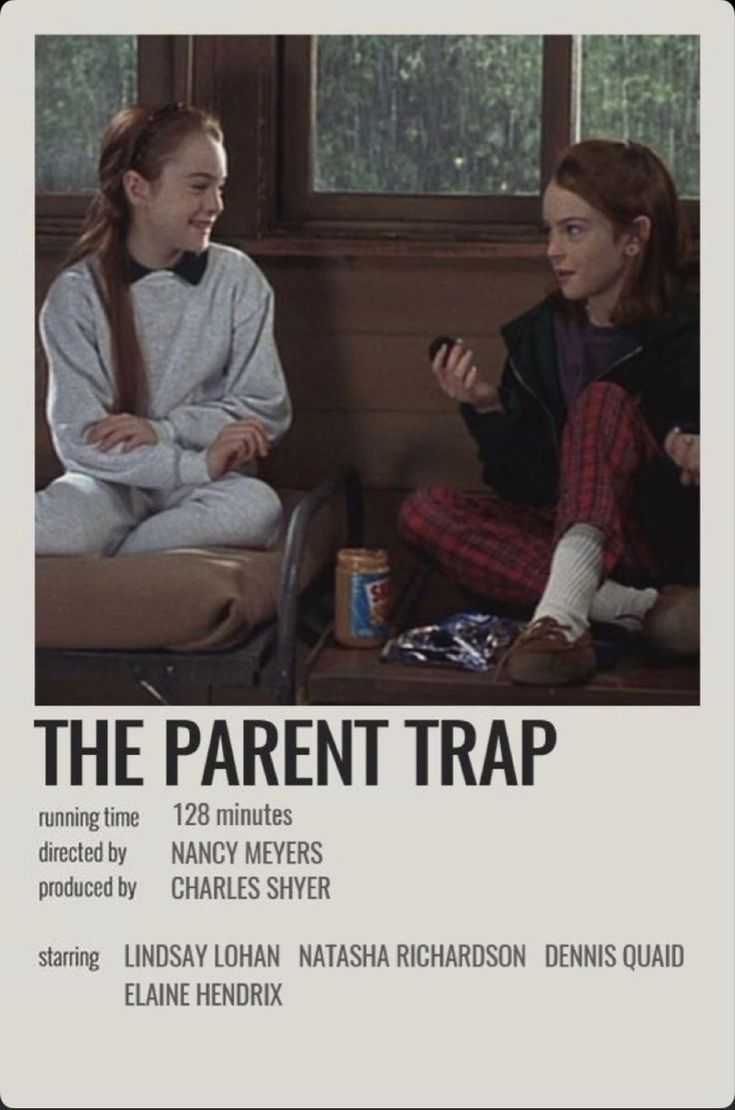 THE PARENT TRAP
running time 128 minutes
directed by NANCY MEYERS
produced by CHARLES SHYER
starring LINDSAY LOHAN NATASHA RICHARDSON DENNIS QUAID
ELAINE HENDRIX